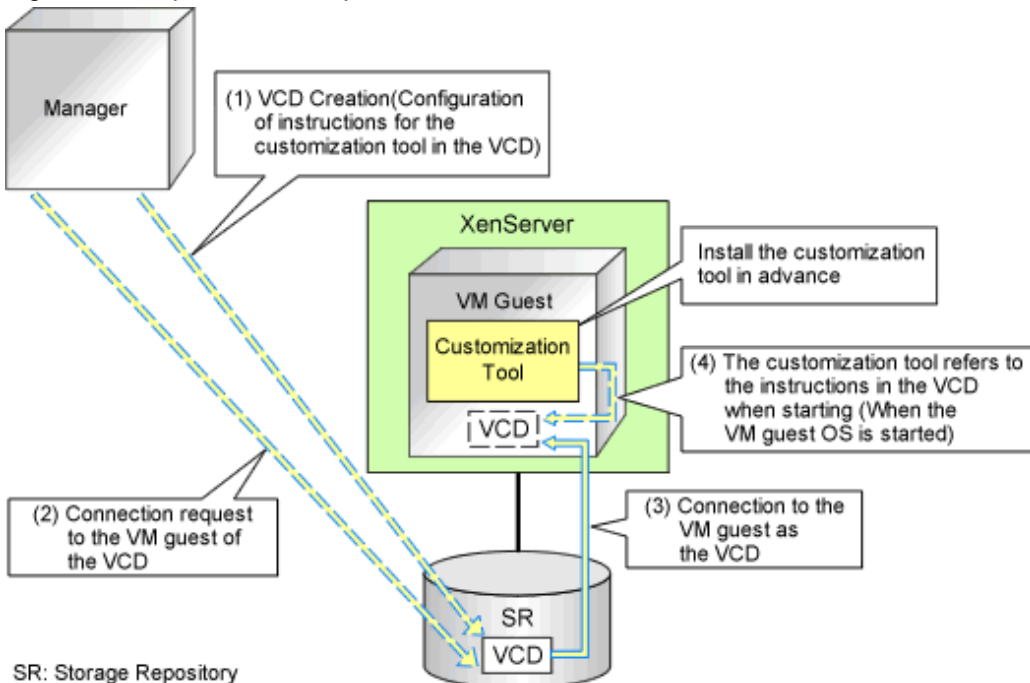 Manager
(1) VCD Creation(Configuration
of instructions for the
customization tool in the VCD)
XenServer
Install the customization
tool in advance
VM Guest
Customization
Tool
VCD
(4) The customization tool refers to
the instructions in the VCD
when starting (When the
VM guest OS is started)
(2) Connection request
to the VM guest of
the VCD
(3) Connection to the
VM guest as
the VCD
SR
VCD
SR: Storage Repository